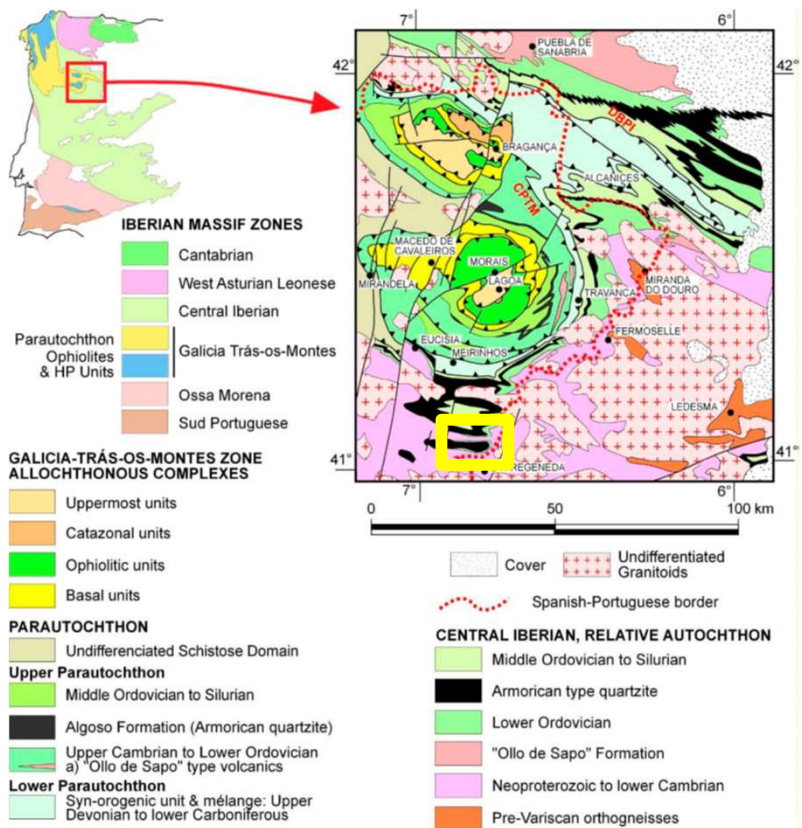 7°
6°
42°
42°
PUEBLA DE
SANABRIA
DBPI
BRAGANÇA
ALCAÑICES
CPTM
MACEDO DE
CAVALEIROS
MORAIS
LAGOA
MIRANDELA
MIRANDA
DO DOURO
TRAVANCA
FERMOSELLE
EUCISIA
MEIRINHOS
LEDESMA
REGENEDA
41°
41°
7°
6°
0
50
100 km
IBERIAN MASSIF ZONES
Cantabrian
West Asturian Leonese
Central Iberian
Parautochthon
Ophiolites
& HP Units
Galicia Trás-os-Montes
Ossa Morena
Sud Portuguese
GALICIA-TRÁS-OS-MONTES ZONE
ALLOCHTHONOUS COMPLEXES
Uppermost units
Catazonal units
Ophiolitic units
Basal units
PARAUTOCHTHON
Undifferenciated Schistose Domain
Upper Parautochthon
Middle Ordovician to Silurian
Algoso Formation (Armorican quartzite)
Upper Cambrian to Lower Ordovician
a) "Ollo de Sapo" type volcanics
Lower Parautochthon
Syn-orogenic unit & mélange: Upper
Devonian to lower Carboniferous
Cover
Undifferentiated
Granitoids
Spanish-Portuguese border
CENTRAL IBERIAN, RELATIVE AUTOCHTHON
Middle Ordovician to Silurian
Armorican type quartzite
Lower Ordovician
"Ollo de Sapo" Formation
Neoproterozoic to lower Cambrian
Pre-Variscan orthogneisses